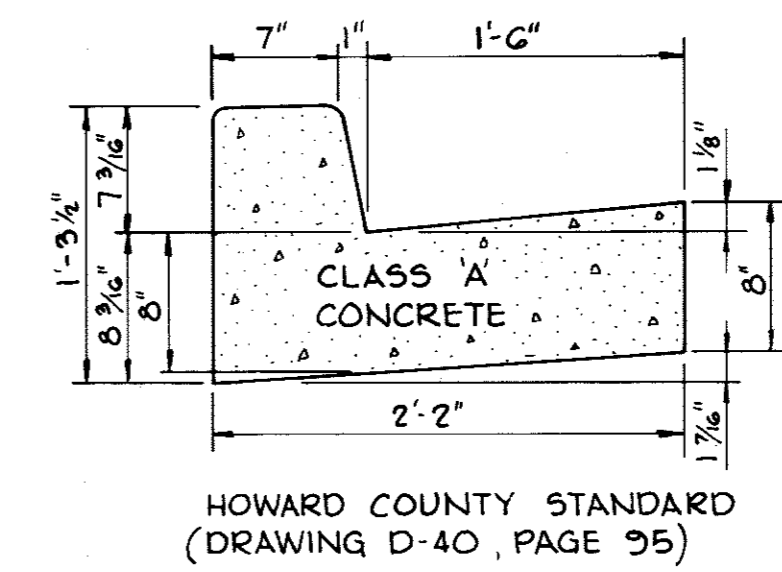 7" 1" 1'-6"
1 1/8"
7 3/16"
1'-3 1/2"
8 3/16"
8"
8"
CLASS 'A'
CONCRETE
2'-2"
1 7/16"
HOWARD COUNTY STANDARD
(DRAWING D-40, PAGE 95)